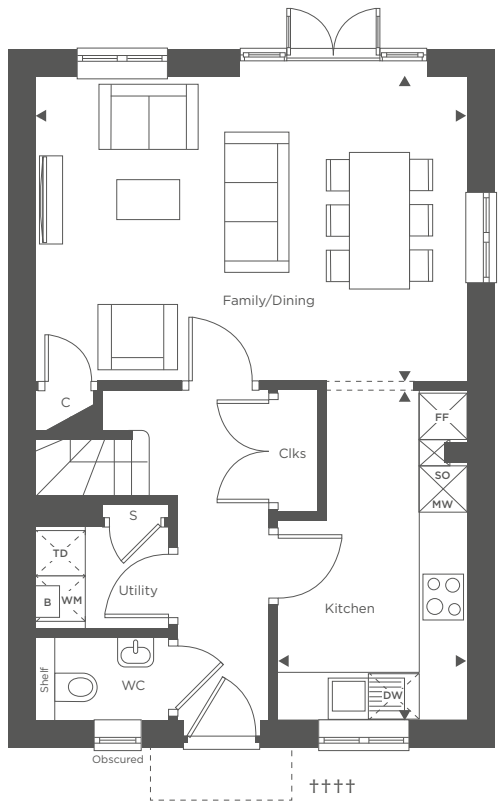 Family/Dining
C
FF
Clks
SO
MW
S
TD
Utility
B
WM
Kitchen
Shelf
WC
DW
Obscured
††††